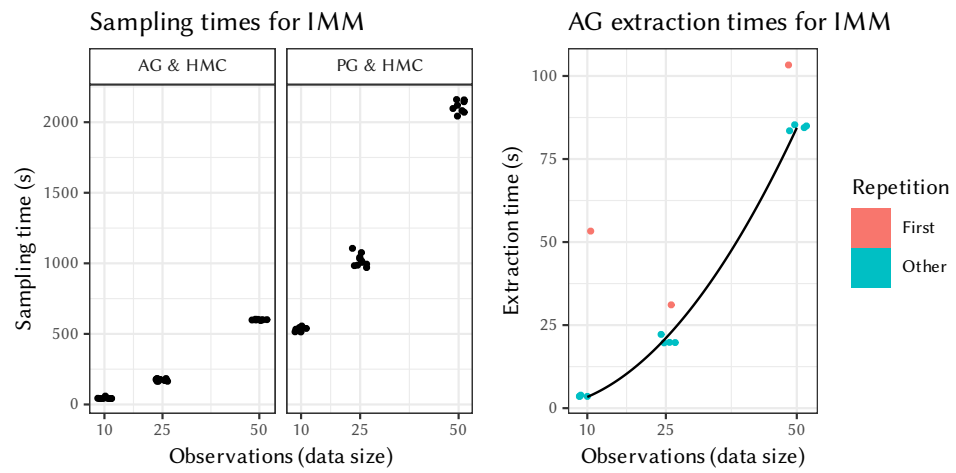 Sampling times for IMM
AG & HMC
PG & HMC
Sampling time (s)
2000
1500
1000
500
0
10
25
50
10
25
50
Observations (data size)
AG extraction times for IMM
Extraction time (s)
100
75
50
25
0
10
25
50
Observations (data size)
Repetition
First
Other